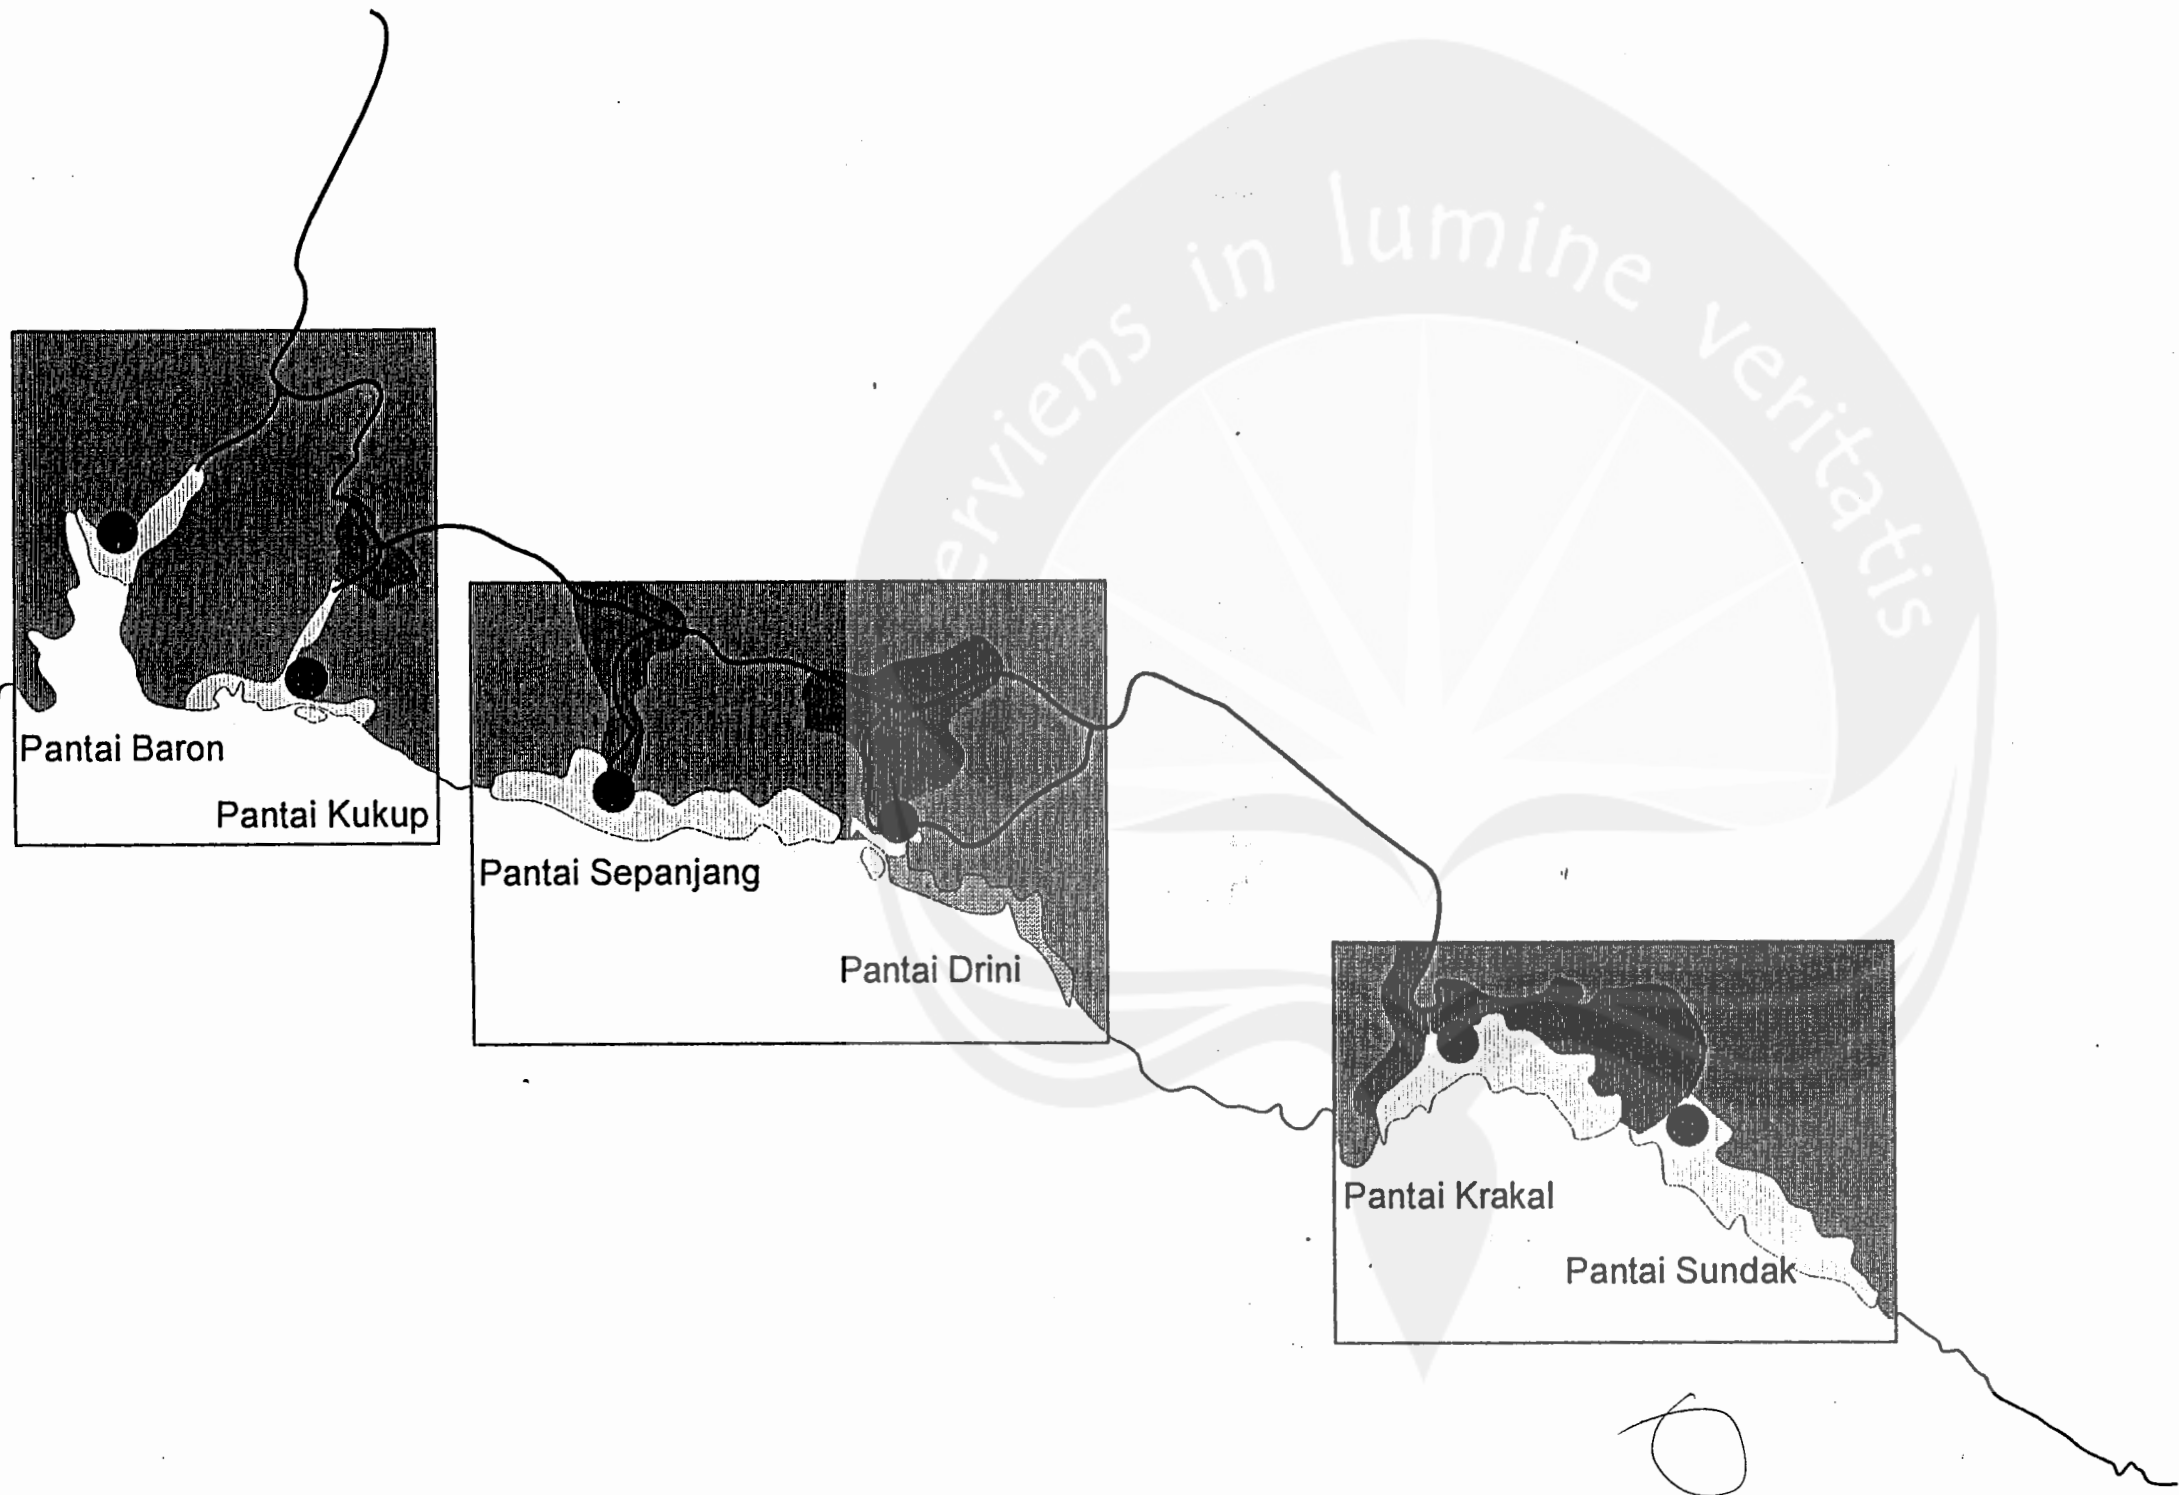 serviens in lumine veritatis
Pantai Baron
Pantai Kukup
Pantai Sepanjang
Pantai Drini
Pantai Krakal
Pantai Sundak